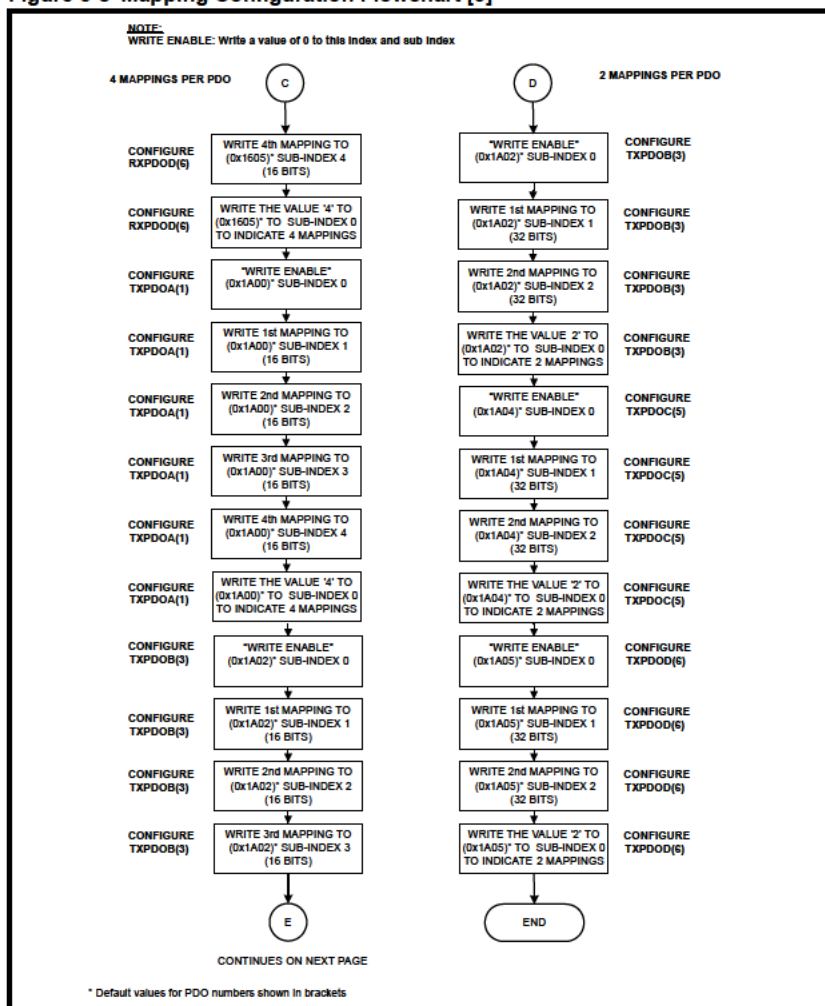 NOTE:
WRITE ENABLE: Write a value of 0 to this index and sub index
4 MAPPINGS PER PDO
C
CONFIGURE
RXPDOD(6)
WRITE 4th MAPPING TO
(0x1605)* SUB-INDEX 4
(16 BITS)
CONFIGURE
RXPDOD(6)
WRITE THE VALUE '4' TO
(0x1605)* TO SUB-INDEX 0
TO INDICATE 4 MAPPINGS
CONFIGURE
TXPDOA(1)
"WRITE ENABLE"
(0x1A00)* SUB-INDEX 0
CONFIGURE
TXPDOA(1)
WRITE 1st MAPPING TO
(0x1A00)* SUB-INDEX 1
(16 BITS)
CONFIGURE
TXPDOA(1)
WRITE 2nd MAPPING TO
(0x1A00)* SUB-INDEX 2
(16 BITS)
CONFIGURE
TXPDOA(1)
WRITE 3rd MAPPING TO
(0x1A00)* SUB-INDEX 3
(16 BITS)
CONFIGURE
TXPDOA(1)
WRITE 4th MAPPING TO
(0x1A00)* SUB-INDEX 4
(16 BITS)
CONFIGURE
TXPDOA(1)
WRITE THE VALUE '4' TO
(0x1A00)* TO SUB-INDEX 0
TO INDICATE 4 MAPPINGS
CONFIGURE
TXPDOB(3)
"WRITE ENABLE"
(0x1A02)* SUB-INDEX 0
CONFIGURE
TXPDOB(3)
WRITE 1st MAPPING TO
(0x1A02)* SUB-INDEX 1
(16 BITS)
CONFIGURE
TXPDOB(3)
WRITE 2nd MAPPING TO
(0x1A02)* SUB-INDEX 2
(16 BITS)
CONFIGURE
TXPDOB(3)
WRITE 3rd MAPPING TO
(0x1A02)* SUB-INDEX 3
(16 BITS)
E
CONTINUES ON NEXT PAGE
2 MAPPINGS PER PDO
D
"WRITE ENABLE"
(0x1A02)* SUB-INDEX 0
CONFIGURE
TXPDOB(3)
WRITE 1st MAPPING TO
(0x1A02)* SUB-INDEX 1
(32 BITS)
CONFIGURE
TXPDOB(3)
WRITE 2nd MAPPING TO
(0x1A02)* SUB-INDEX 2
(32 BITS)
CONFIGURE
TXPDOB(3)
WRITE THE VALUE '2' TO
(0x1A02)* TO SUB-INDEX 0
TO INDICATE 2 MAPPINGS
CONFIGURE
TXPDOB(3)
"WRITE ENABLE"
(0x1A04)* SUB-INDEX 0
CONFIGURE
TXPDOC(5)
WRITE 1st MAPPING TO
(0x1A04)* SUB-INDEX 1
(32 BITS)
CONFIGURE
TXPDOC(5)
WRITE 2nd MAPPING TO
(0x1A04)* SUB-INDEX 2
(32 BITS)
CONFIGURE
TXPDOC(5)
WRITE THE VALUE '2' TO
(0x1A04)* TO SUB-INDEX 0
TO INDICATE 2 MAPPINGS
CONFIGURE
TXPDOC(5)
"WRITE ENABLE"
(0x1A05)* SUB-INDEX 0
CONFIGURE
TXPDOD(6)
WRITE 1st MAPPING TO
(0x1A05)* SUB-INDEX 1
(32 BITS)
CONFIGURE
TXPDOD(6)
WRITE 2nd MAPPING TO
(0x1A05)* SUB-INDEX 2
(32 BITS)
CONFIGURE
TXPDOD(6)
WRITE THE VALUE '2' TO
(0x1A05)* TO SUB-INDEX 0
TO INDICATE 2 MAPPINGS
CONFIGURE
TXPDOD(6)
END
* Default values for PDO numbers shown in brackets